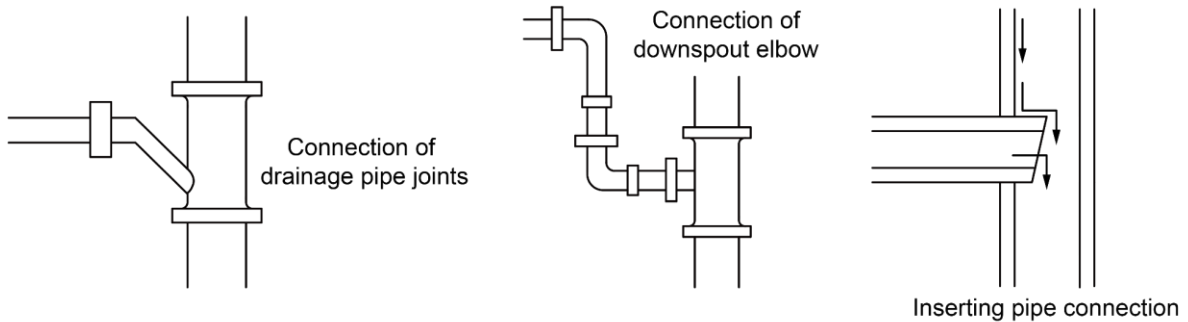 Connection of
drainage pipe joints
Connection of
downspout elbow
Inserting pipe connection